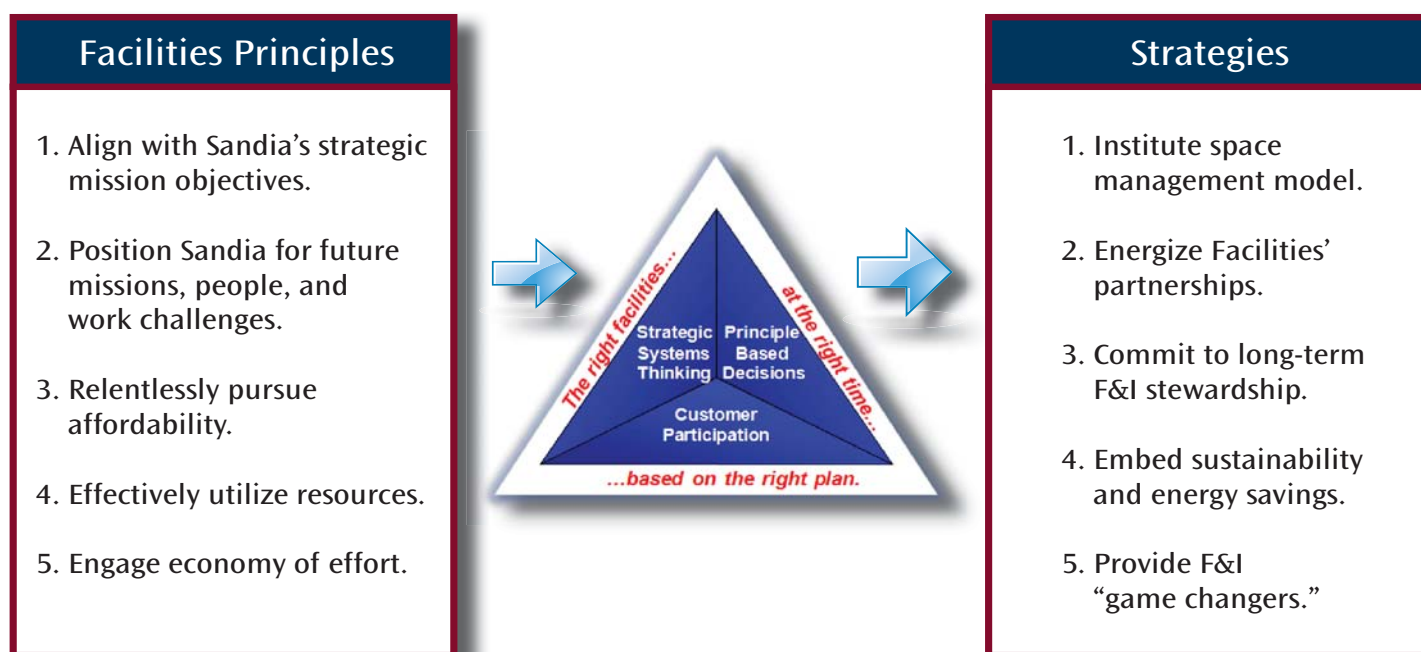 Facilities Principles
1. Align with Sandia’s strategic
mission objectives.
2. Position Sandia for future
missions, people, and
work challenges.
3. Relentlessly pursue
affordability.
4. Effectively utilize resources.
5. Engage economy of effort.
The right facilities...
at the right time...
Strategic
Systems
Thinking
Principle
Based
Decisions
Customer
Participation
...based on the right plan.
Strategies
1. Institute space
management model.
2. Energize Facilities’
partnerships.
3. Commit to long-term
F&I stewardship.
4. Embed sustainability
and energy savings.
5. Provide F&I
“game changers.”